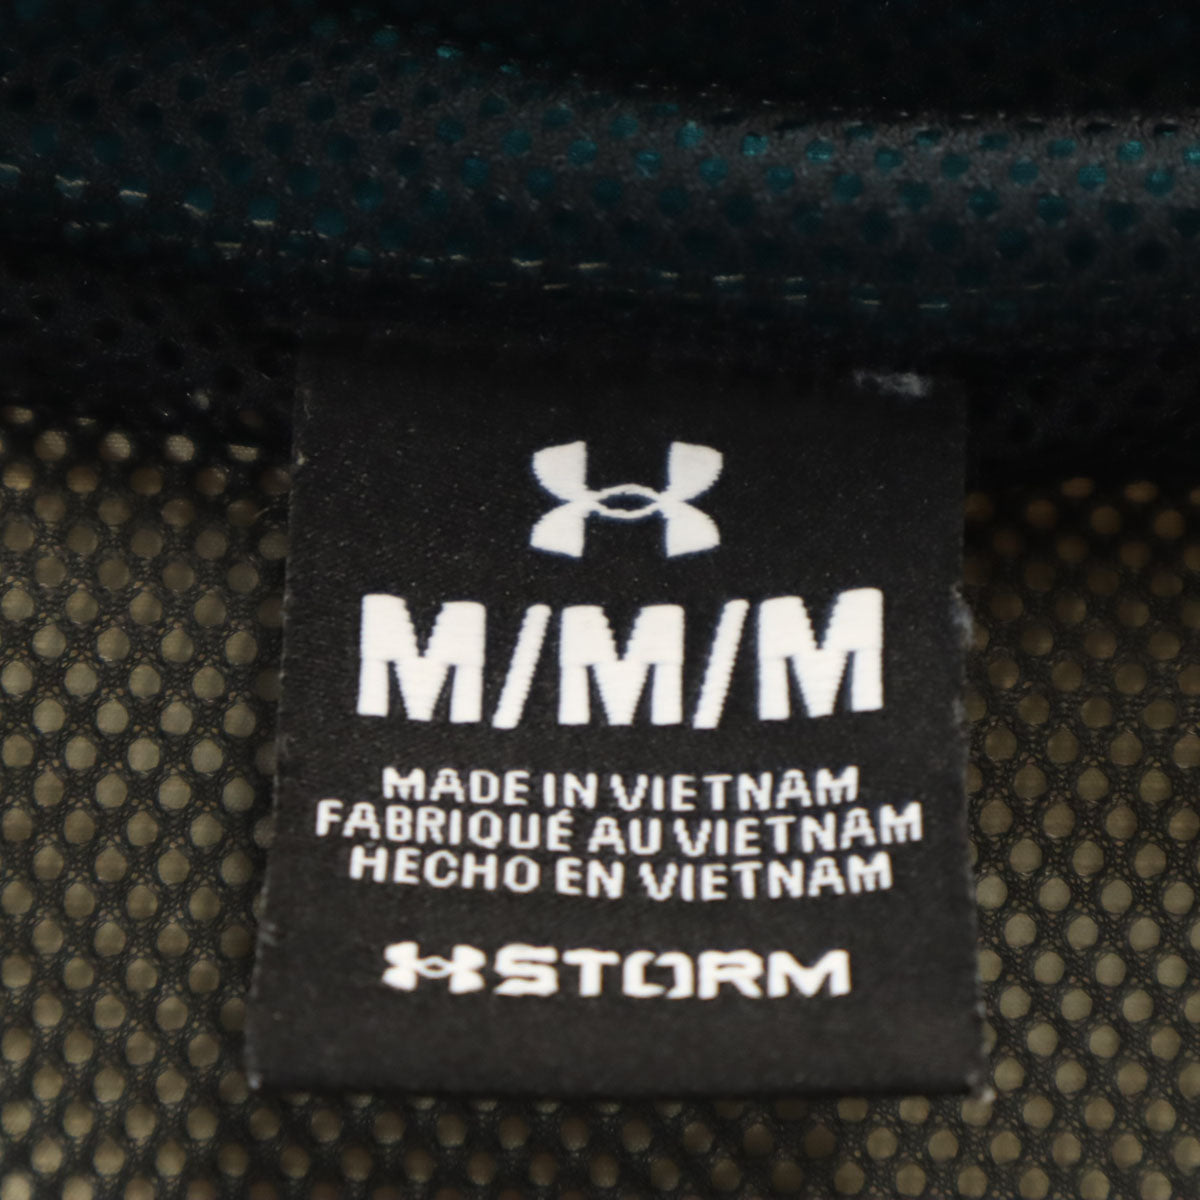 M/M/M
MADE IN VIETNAM
FABRIQUÉ AU VIETNAM
HECHO EN VIETNAM
STORM